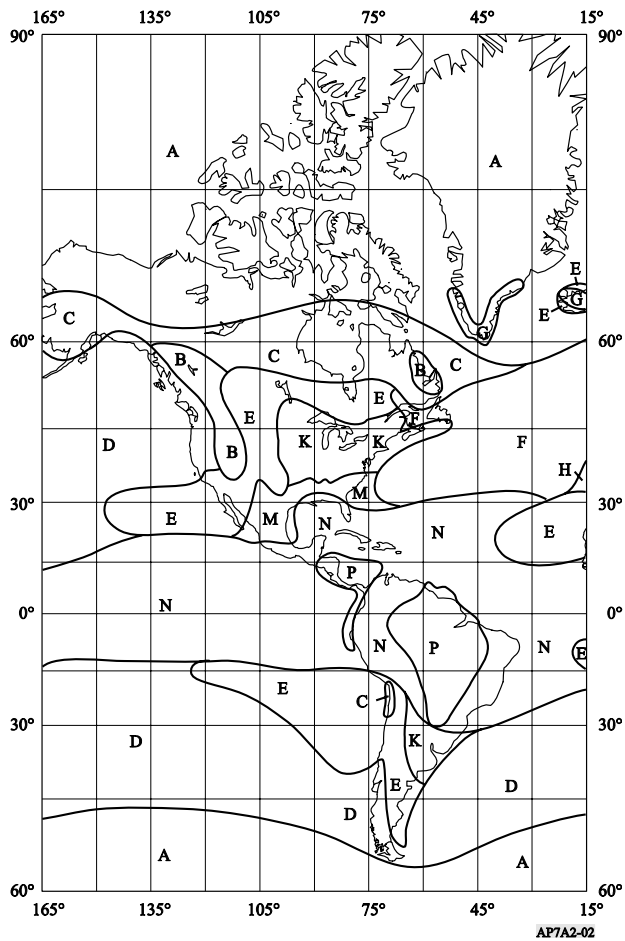 165° 135° 105° 75° 45° 15°
90° 90°
A A
E
G
C E
G
60° 60°
B C B C
E E F
D K K F
B H
M
30° 30°
E M N N E
P
N
0° 0°
N P N E
E C
30° 30°
D K
E D
D
A A
60° 60°
165° 135° 105° 75° 45° 15°
AP7A2-02